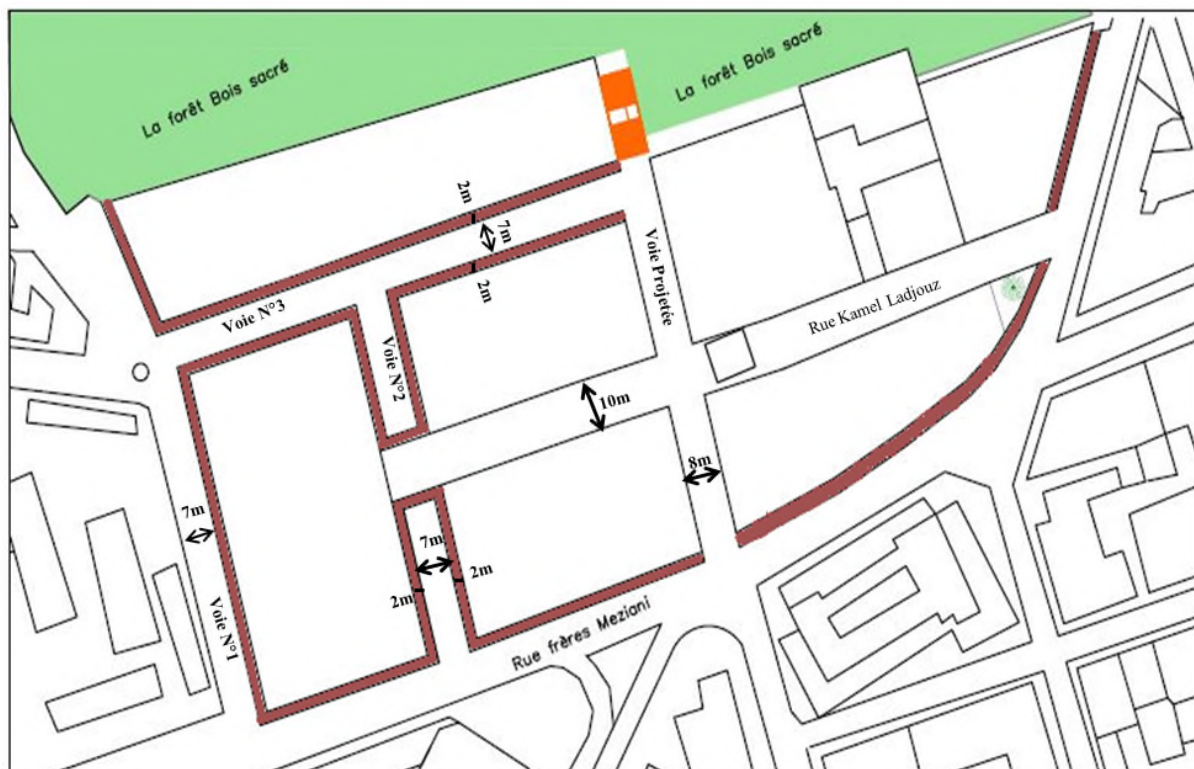 La forêt Bois sacré
La forêt Bois sacré
2m
7m
2m
Voie N°3
Voie Projetée
Rue Kamel Ladjouz
Voie N°2
10m
8m
7m
7m
2m
2m
Voie N°1
Rue frères Meziani